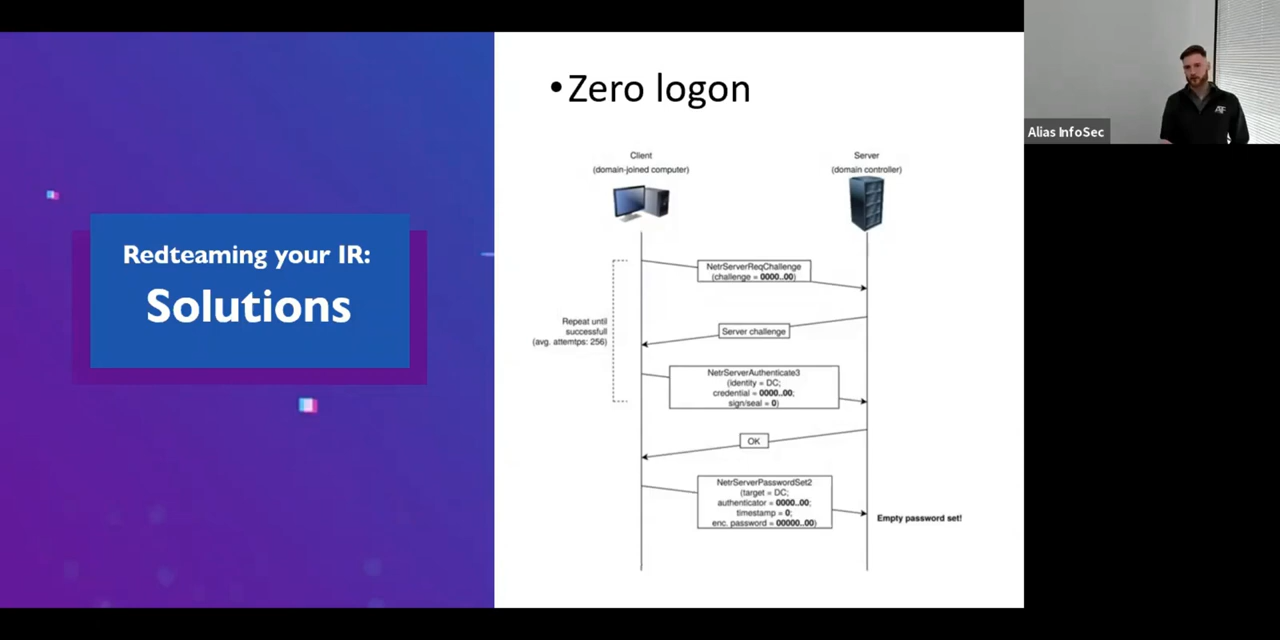 Redteaming your IR:
Solutions
•Zero logon
Client
(domain-joined computer)
Server
(domain controller)
NetrServerReqChallenge
(challenge = 0000..00)
Repeat until
successfull
(avg. attemtps: 256)
Server challenge
NetrServerAuthenticate3
(identity = DC;
credential = 0000..00;
sign/seal = 0)
OK
NetrServerPasswordSet2
(target = DC;
authenticator = 0000..00;
timestamp = 0;
enc. password = 00000..00)
Empty password set!
Alias InfoSec